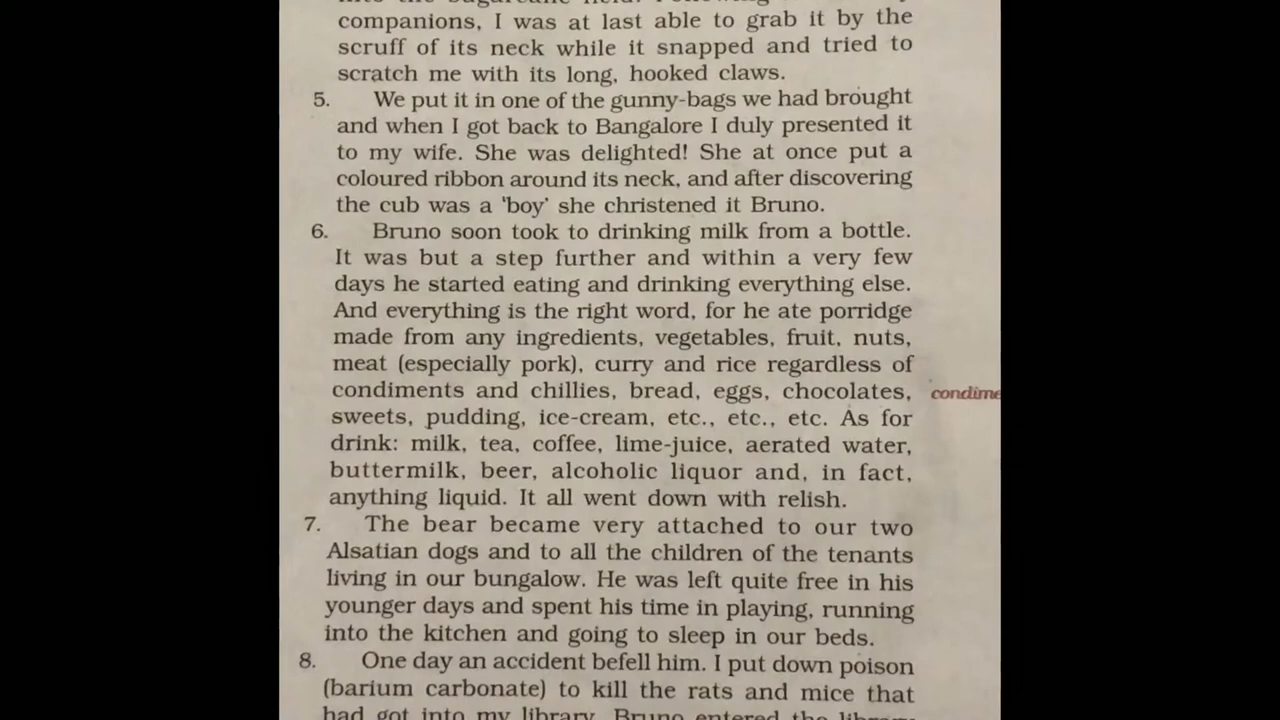 companions, I was at last able to grab it by the
scruff of its neck while it snapped and tried to
scratch me with its long, hooked claws.
5. We put it in one of the gunny-bags we had brought
and when I got back to Bangalore I duly presented it
to my wife. She was delighted! She at once put a
coloured ribbon around its neck, and after discovering
the cub was a 'boy' she christened it Bruno.
6. Bruno soon took to drinking milk from a bottle.
It was but a step further and within a very few
days he started eating and drinking everything else.
And everything is the right word, for he ate porridge
made from any ingredients, vegetables, fruit, nuts,
meat (especially pork), curry and rice regardless of
condiments and chillies, bread, eggs, chocolates,
condime
sweets, pudding, ice-cream, etc., etc., etc. As for
drink: milk, tea, coffee, lime-juice, aerated water,
buttermilk, beer, alcoholic liquor and, in fact,
anything liquid. It all went down with relish.
7. The bear became very attached to our two
Alsatian dogs and to all the children of the tenants
living in our bungalow. He was left quite free in his
younger days and spent his time in playing, running
into the kitchen and going to sleep in our beds.
8. One day an accident befell him. I put down poison
(barium carbonate) to kill the rats and mice that
had got into my library. Bruno entered the library